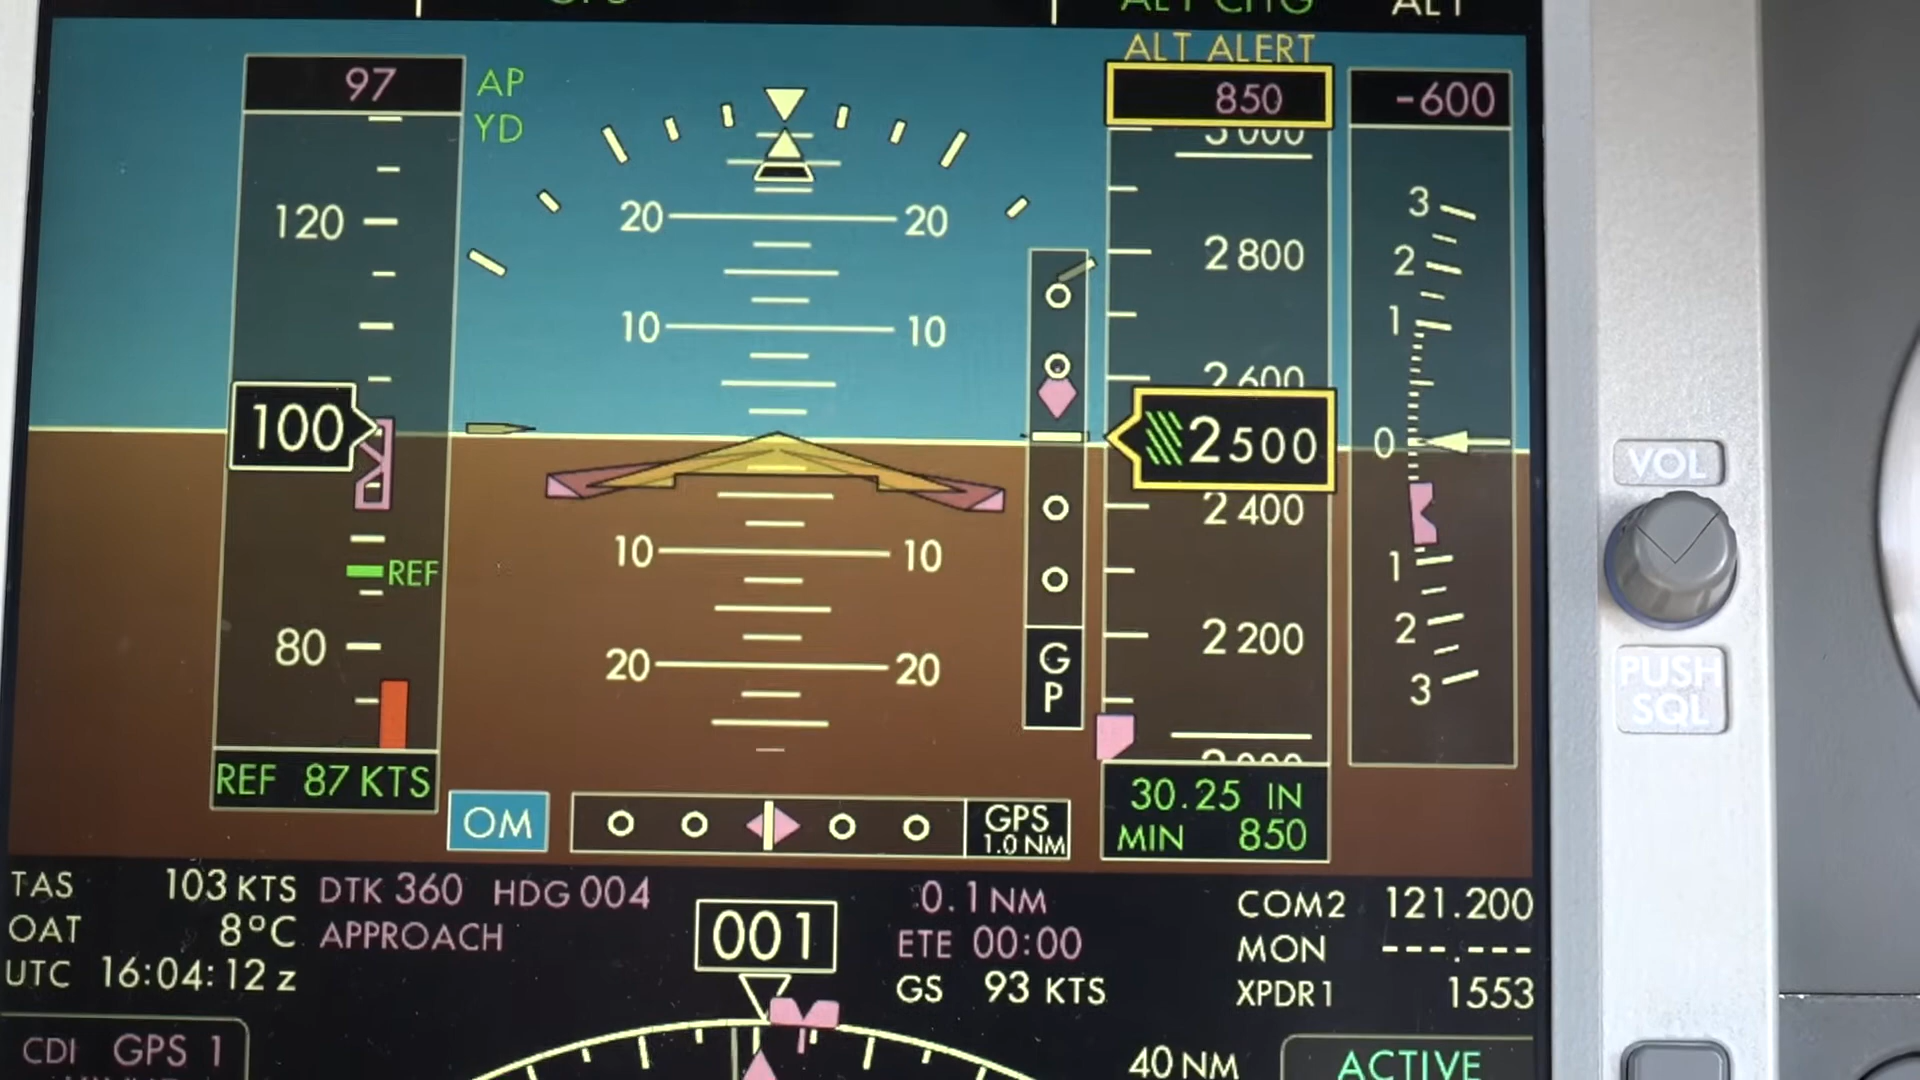 ALT ALERT
97
AP
YD
850
-600
120
100
80
REF
REF 87 KTS
20 20
10 10
10 10
20 20
2 800
2 600
2 500
2 400
2 200
3
2
1
0
1
2
3
G
P
30.25 IN
MIN 850
OM
GPS
1.0 NM
VOL
PUSH
SQL
TAS 103 KTS
OAT 8°C
UTC 16:04:12 z
DTK 360 HDG 004
APPROACH
001
0.1 NM
ETE 00:00
GS 93 KTS
COM2 121.200
MON ---.---
XPDR1 1553
CDI GPS 1
40 NM
ACTIVE